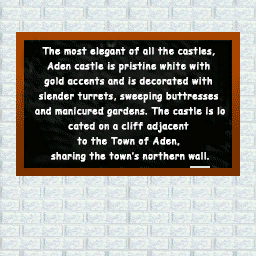 The most elegant of all the castles,
Aden castle is pristine white with
gold accents and is decorated with
slender turrets, sweeping buttresses
and manicured gardens. The castle is lo
cated on a cliff adjacent
to the Town of Aden,
sharing the town's northern wall.